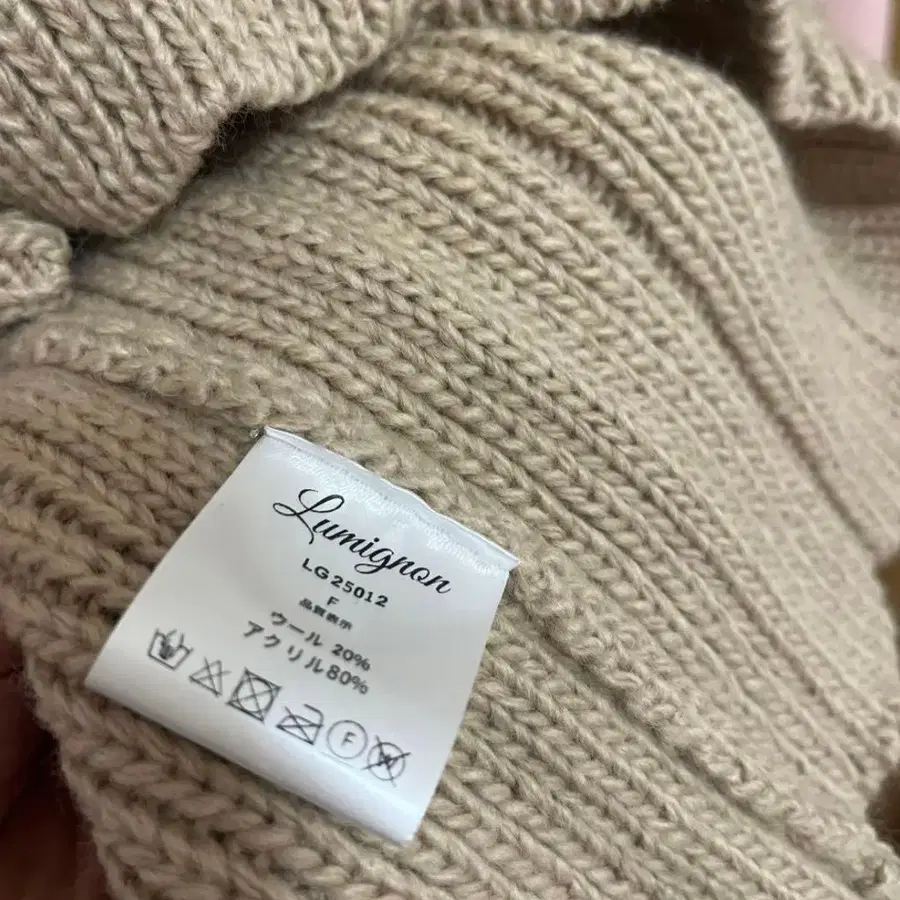 Lumignon
LG25012
F
品質表示
ウール 20%
アクリル80%
F
W